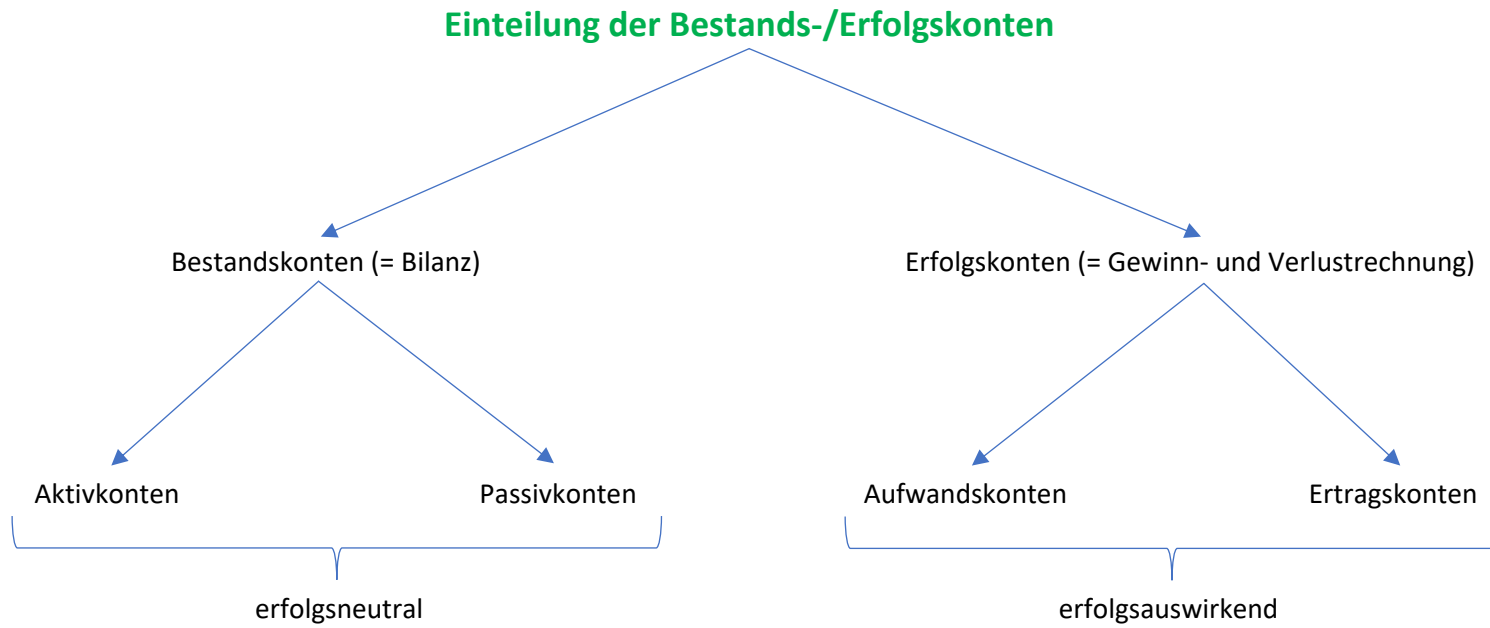 Einteilung der Bestands-/Erfolgskonten
Bestandskonten (= Bilanz)
Erfolgskonten (= Gewinn- und Verlustrechnung)
Aktivkonten
Passivkonten
Aufwandskonten
Ertragskonten
erfolgsneutral
erfolgsauswirkend